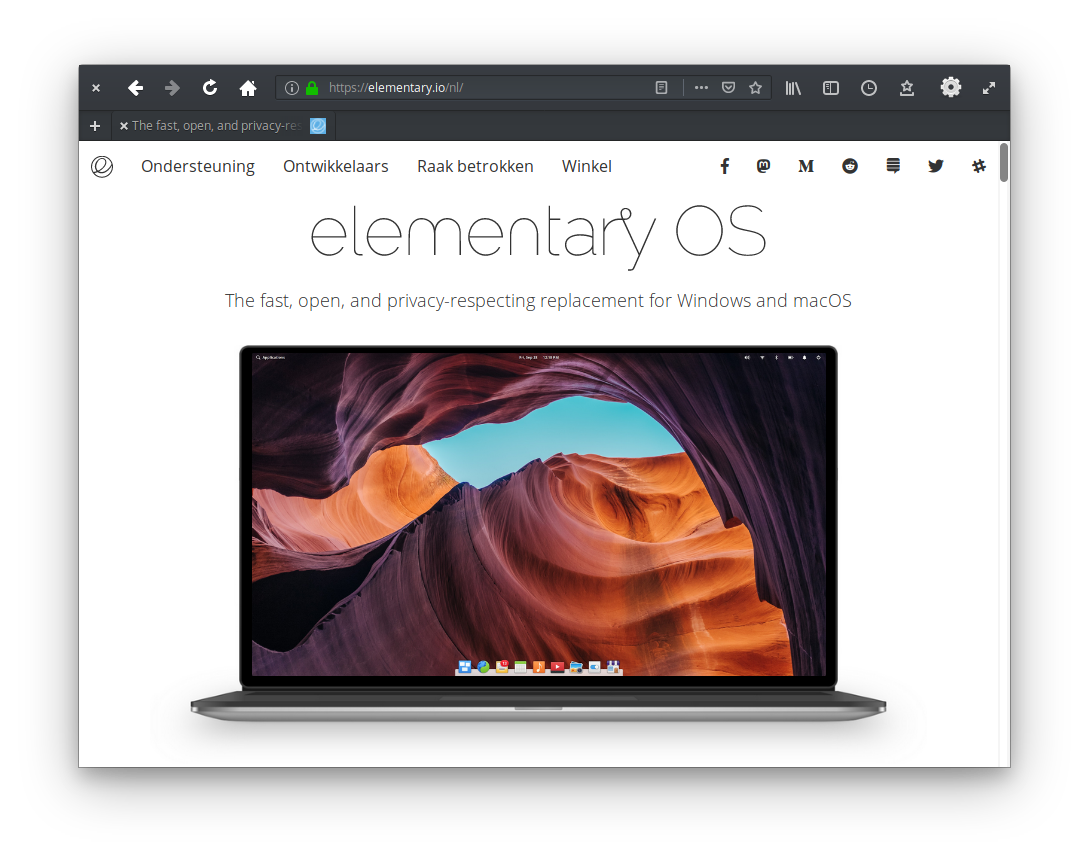 https://elementary.io/nl/
The fast, open, and privacy-res
Ondersteuning Ontwikkelaars Raak betrokken Winkel
elementary OS
The fast, open, and privacy-respecting replacement for Windows and macOS
Applications